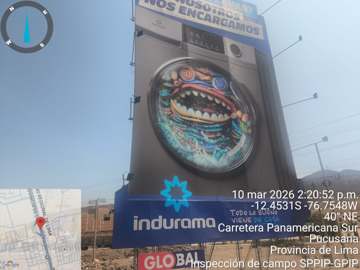 NOSOTROS
NOS ENCARGAMOS
indurama
TODO LO BUENO
VIENE DE CASA
GLOBAL
10 mar 2026 2:20:52 p.m.
-12.4531S -76.7548W
40° NE
Carretera Panamericana Sur
Pucusana
Provincia de Lima
Inspección de campo SPPIP-GPIP